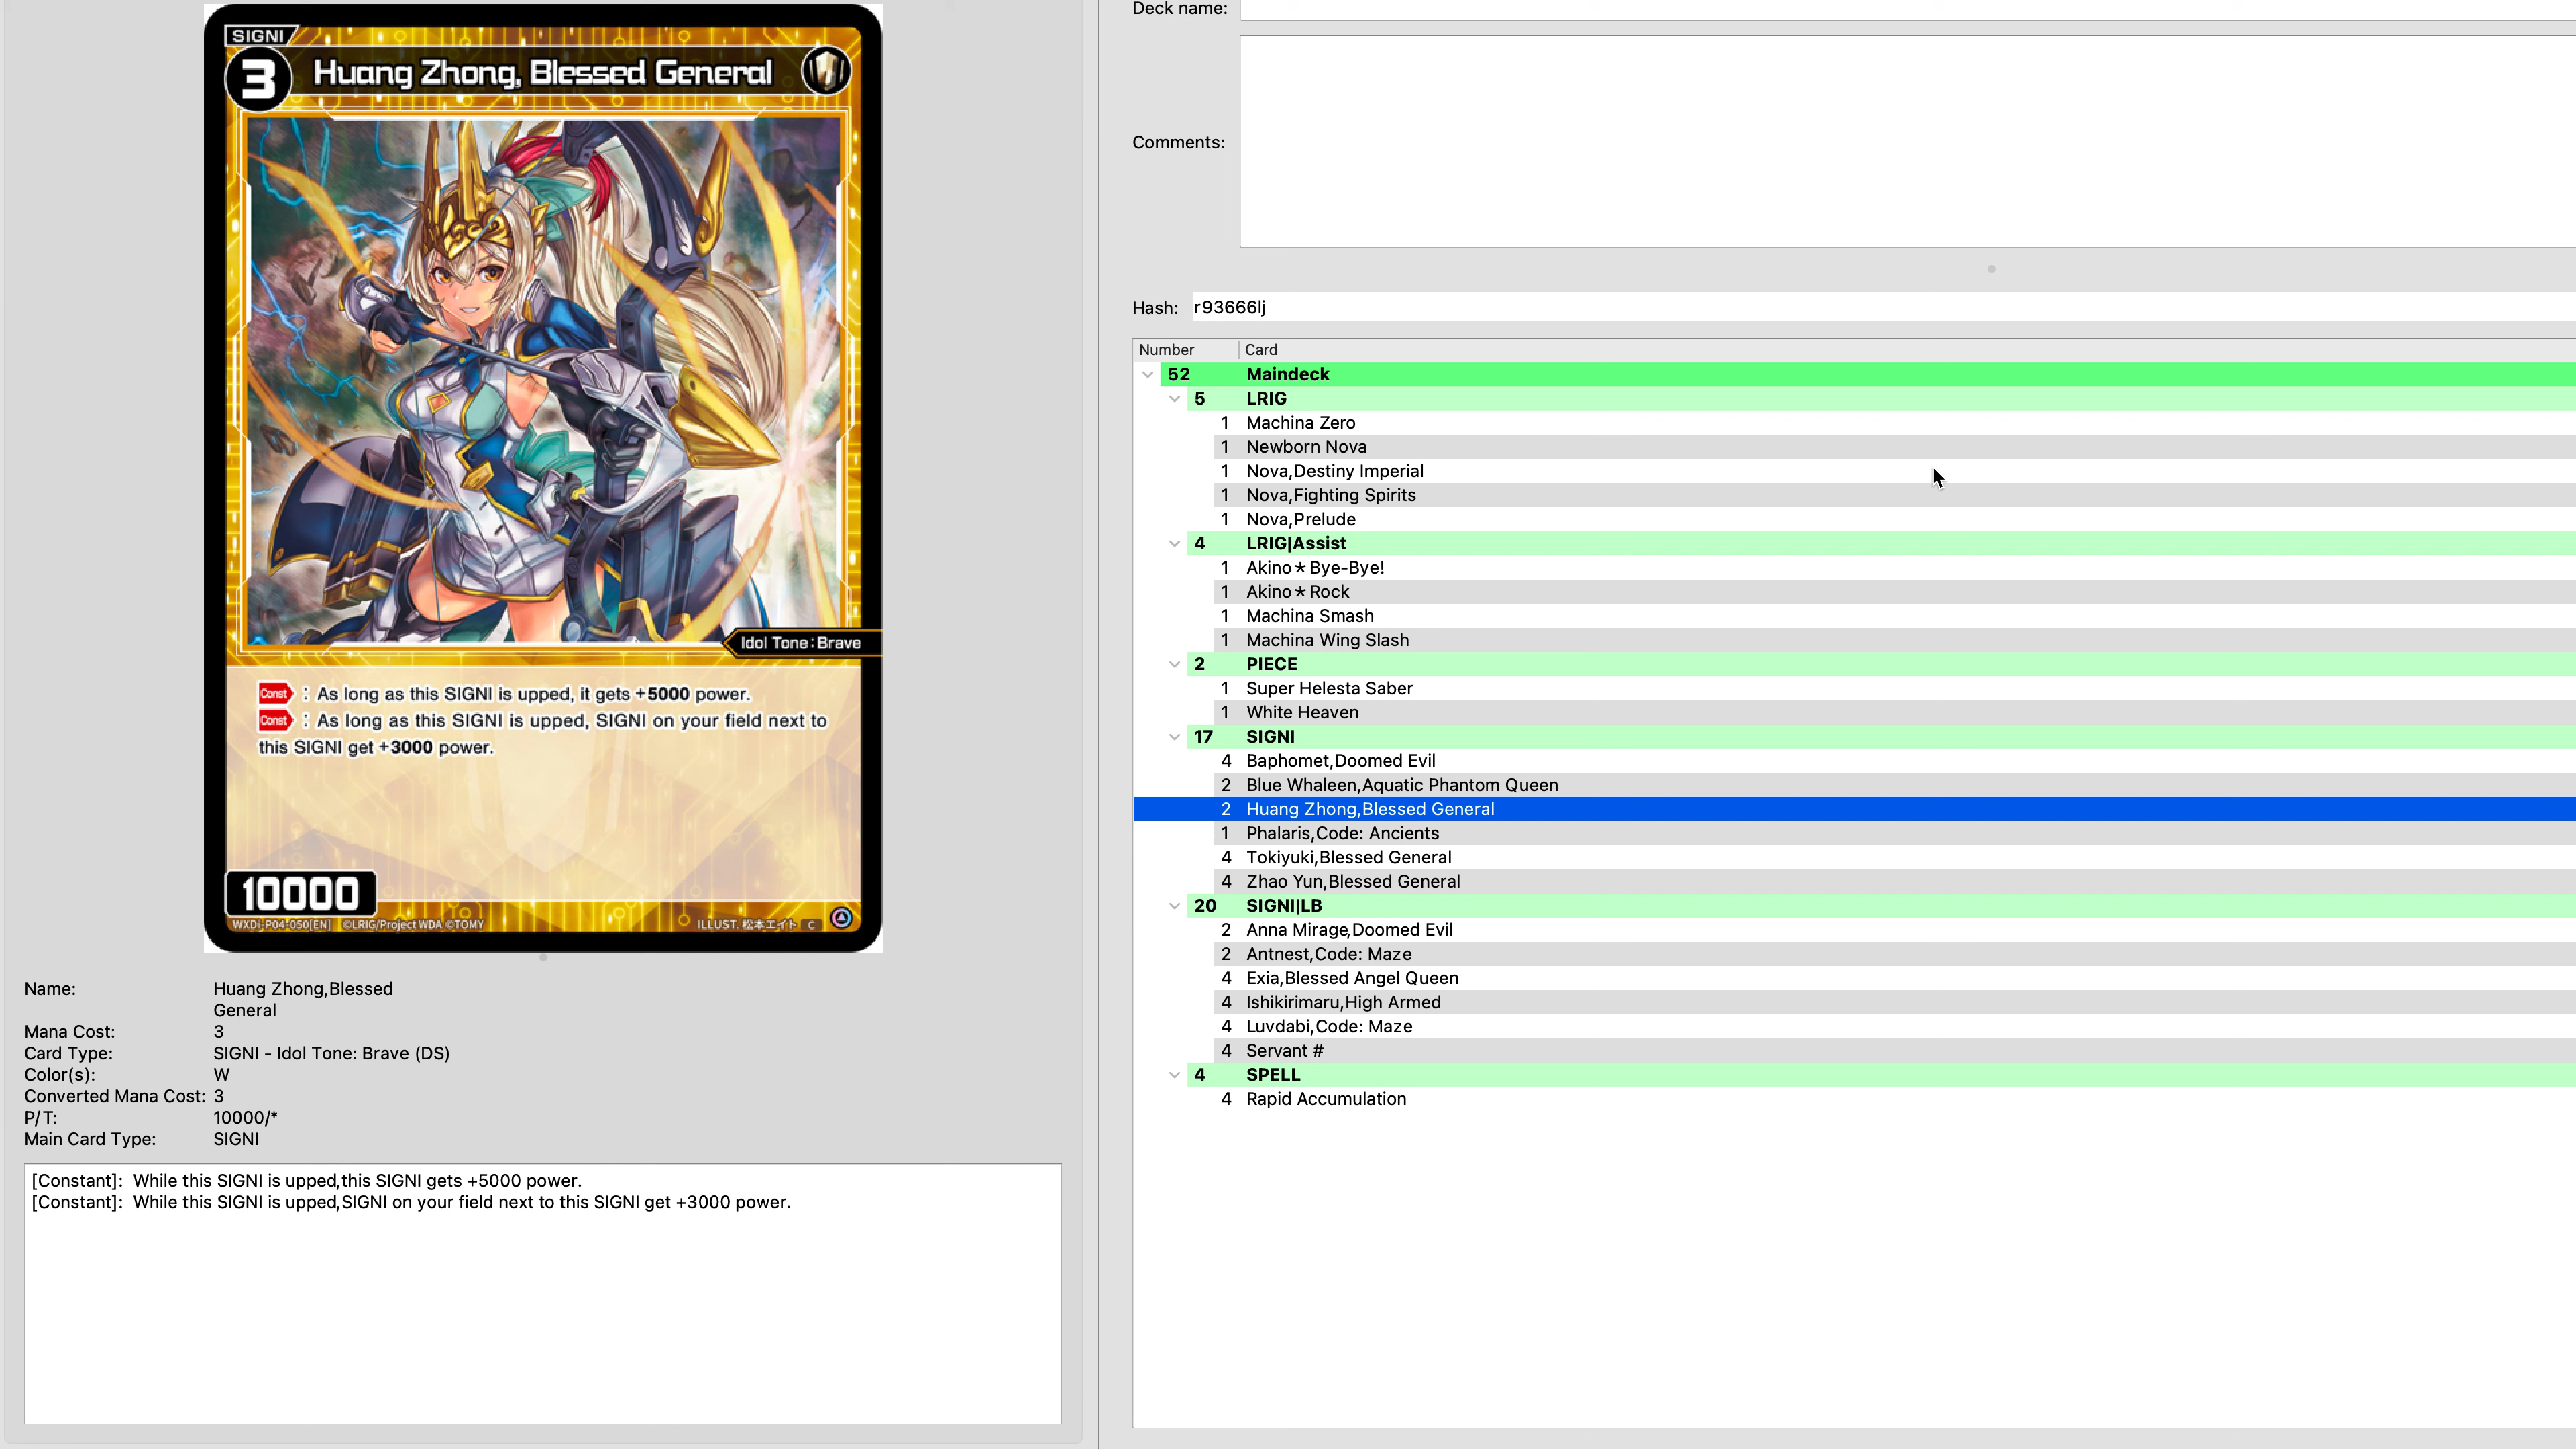 SIGNI
3 Huang Zhong, Blessed General
Idol Tone:Brave
Const : As long as this SIGNI is upped, it gets +5000 power.
Const : As long as this SIGNI is upped, SIGNI on your field next to
this SIGNI get +3000 power.
10000
WXDi-P04-050[EN] ©LRIG/Project WDA ©TOMY ILLUST. 松本エイト C
Name: Huang Zhong,Blessed
General
Mana Cost: 3
Card Type: SIGNI - Idol Tone: Brave (DS)
Color(s): W
Converted Mana Cost: 3
P/T: 10000/*
Main Card Type: SIGNI
[Constant]: While this SIGNI is upped,this SIGNI gets +5000 power.
[Constant]: While this SIGNI is upped,SIGNI on your field next to this SIGNI get +3000 power.
Deck name:
Comments:
Hash: r93666lj
Number Card
52 Maindeck
5 LRIG
1 Machina Zero
1 Newborn Nova
1 Nova,Destiny Imperial
1 Nova,Fighting Spirits
1 Nova,Prelude
4 LRIG|Assist
1 Akino＊Bye-Bye!
1 Akino＊Rock
1 Machina Smash
1 Machina Wing Slash
2 PIECE
1 Super Helesta Saber
1 White Heaven
17 SIGNI
4 Baphomet,Doomed Evil
2 Blue Whaleen,Aquatic Phantom Queen
2 Huang Zhong,Blessed General
1 Phalaris,Code: Ancients
4 Tokiyuki,Blessed General
4 Zhao Yun,Blessed General
20 SIGNI|LB
2 Anna Mirage,Doomed Evil
2 Antnest,Code: Maze
4 Exia,Blessed Angel Queen
4 Ishikirimaru,High Armed
4 Luvdabi,Code: Maze
4 Servant #
4 SPELL
4 Rapid Accumulation